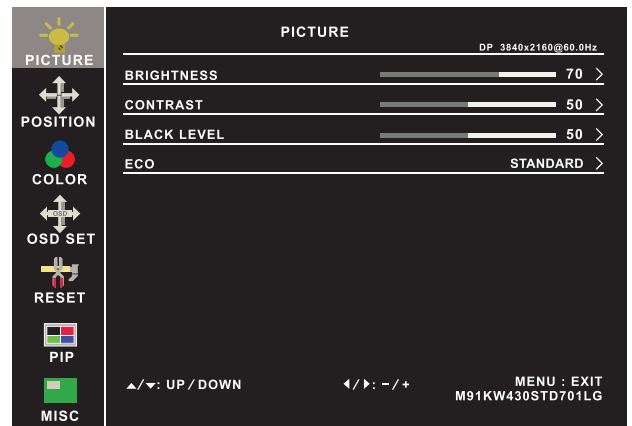 PICTURE
POSITION
COLOR
OSD
OSD SET
RESET
PIP
MISC
PICTURE
DP 3840x2160@60.0Hz
BRIGHTNESS 70 >
CONTRAST 50 >
BLACK LEVEL 50 >
ECO STANDARD >
▲/▼: UP / DOWN ◀/▶: - / + MENU : EXIT
M91KW430STD701LG